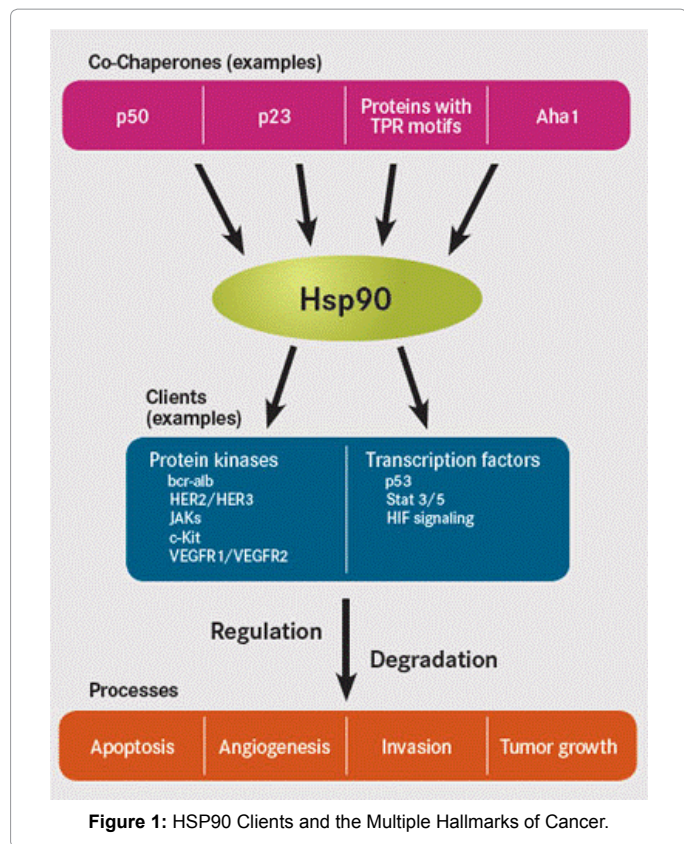 Co-Chaperones (examples)
p50
p23
Proteins with
TPR motifs
Aha1
Hsp90
Clients
(examples)
Protein kinases
bcr-alb
HER2/HER3
JAKs
c-Kit
VEGFR1/VEGFR2
Transcription factors
p53
Stat 3/5
HIF signaling
Regulation
Degradation
Processes
Apoptosis
Angiogenesis
Invasion
Tumor growth
Figure 1: HSP90 Clients and the Multiple Hallmarks of Cancer.